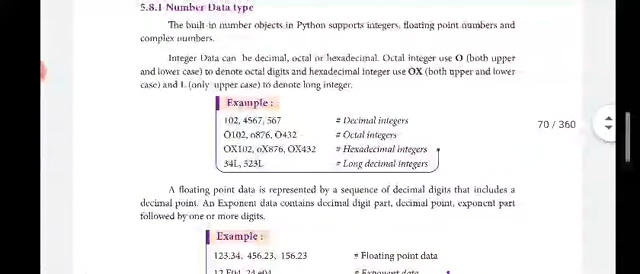 5.8.1 Number Data type
The built-in number objects in Python supports integers, floating point numbers and
complex numbers.
Integer Data can be decimal, octal or hexadecimal. Octal integer use O (both upper
and lower case) to denote octal digits and hexadecimal integer use OX (both upper and lower
case) and L (only upper case) to denote long integer.
Example :
102, 4567, 567 # Decimal integers
O102, o876, O432 # Octal integers
OX102, oX876, OX432 # Hexadecimal integers
34L, 523L # Long decimal integers
70 / 360
A floating point data is represented by a sequence of decimal digits that includes a
decimal point. An Exponent data contains decimal digit part, decimal point, exponent part
followed by one or more digits.
Example :
123.34, 456.23, 156.23 # Floating point data
12.E04, 24.e04 # Exponent data